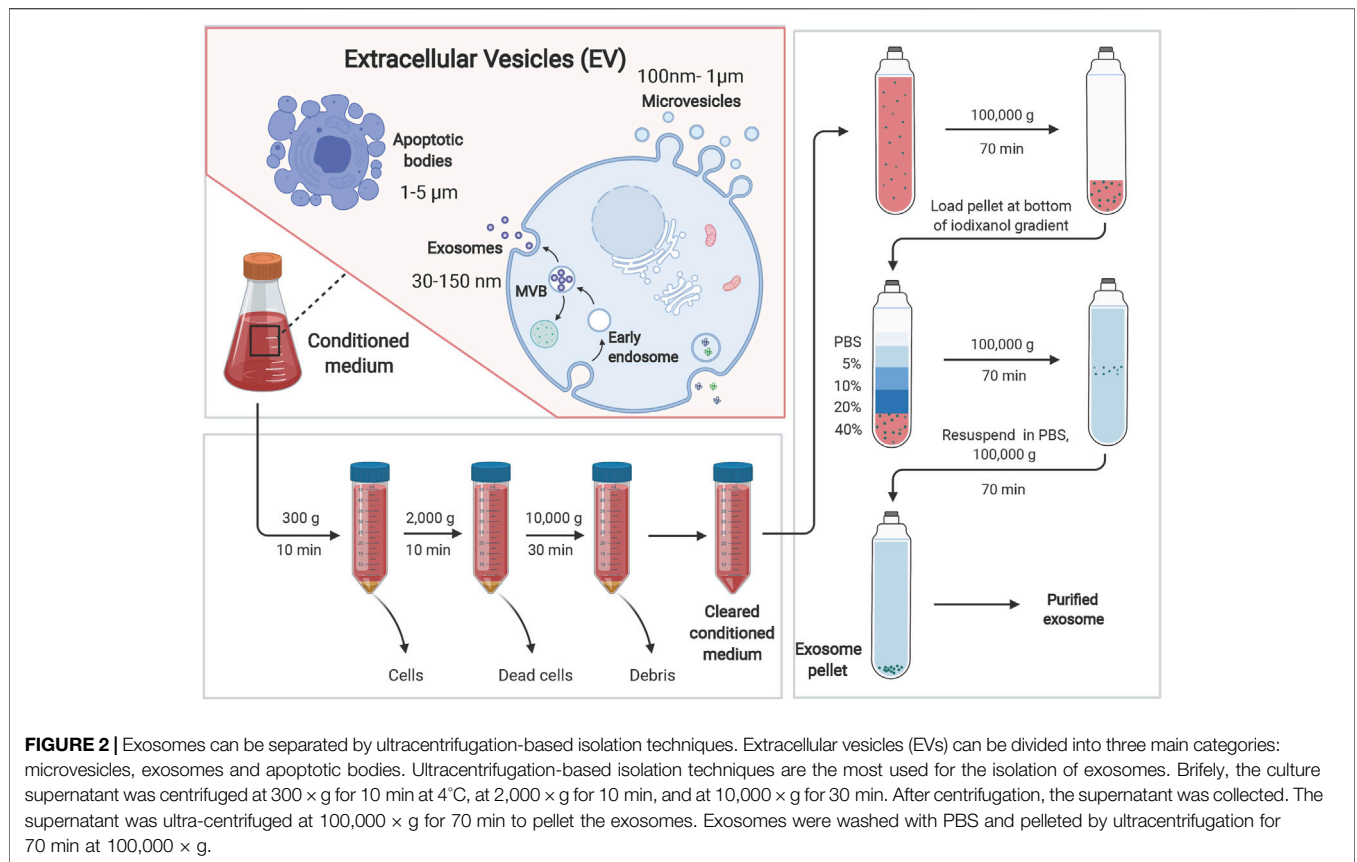 Extracellular Vesicles (EV)
100nm- 1µm
Microvesicles
Apoptotic
bodies
1-5 µm
Exosomes
30-150 nm
MVB
Early
endosome
Conditioned
medium
300 g
10 min
2,000 g
10 min
10,000 g
30 min
Cells
Dead cells
Debris
Cleared
conditioned
medium
100,000 g
70 min
Load pellet at bottom
of iodixanol gradient
PBS
5%
10%
20%
40%
100,000 g
70 min
Resuspend in PBS,
100,000 g
70 min
Exosome
pellet
Purified
exosome
FIGURE 2 | Exosomes can be separated by ultracentrifugation-based isolation techniques. Extracellular vesicles (EVs) can be divided into three main categories:
microvesicles, exosomes and apoptotic bodies. Ultracentrifugation-based isolation techniques are the most used for the isolation of exosomes. Brifely, the culture
supernatant was centrifuged at 300 × g for 10 min at 4°C, at 2,000 × g for 10 min, and at 10,000 × g for 30 min. After centrifugation, the supernatant was collected. The
supernatant was ultra-centrifuged at 100,000 × g for 70 min to pellet the exosomes. Exosomes were washed with PBS and pelleted by ultracentrifugation for
70 min at 100,000 × g.